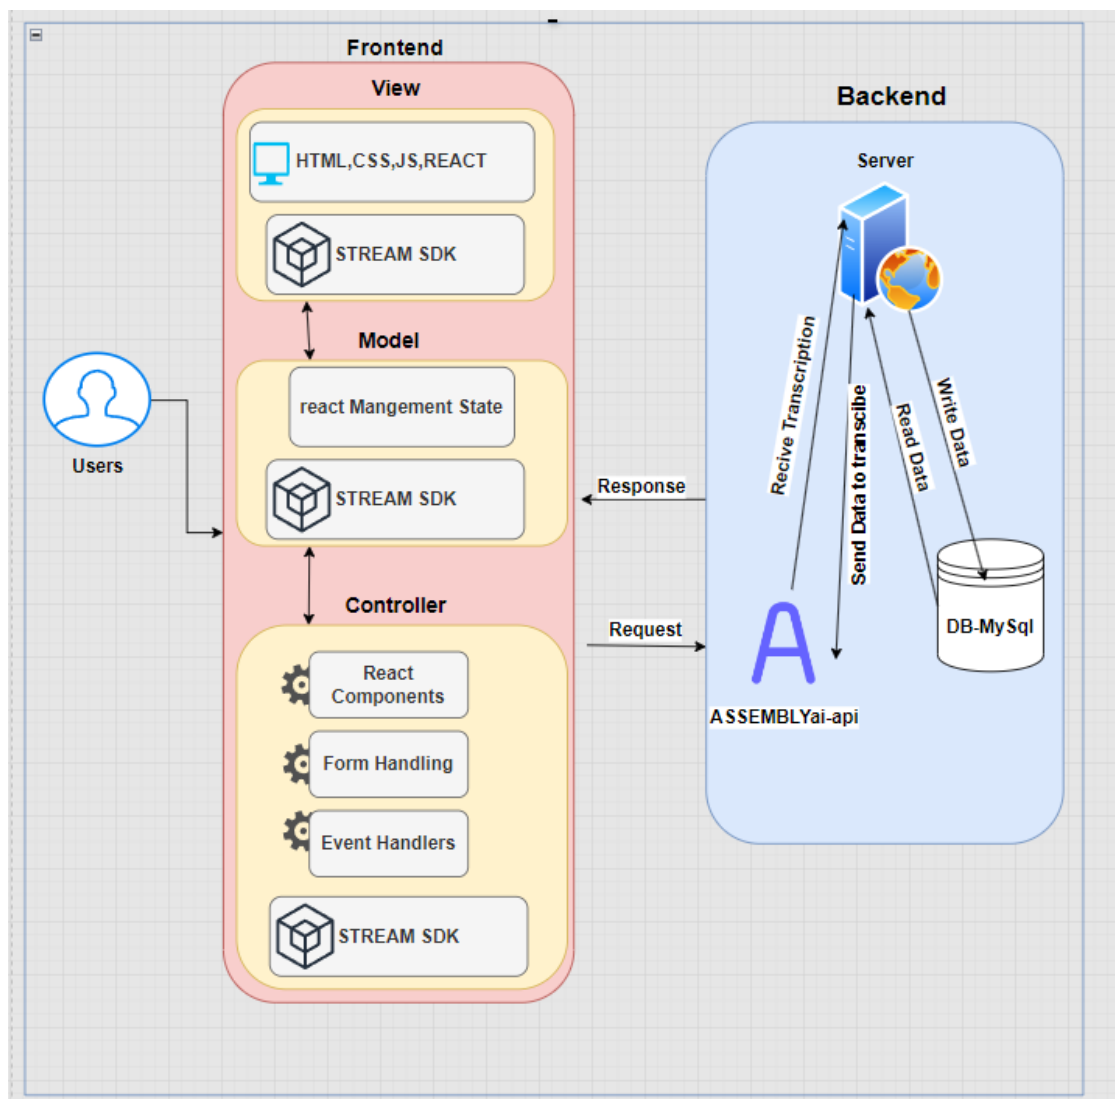 Frontend
View
HTML,CSS,JS,REACT
STREAM SDK
Model
react Mangement State
STREAM SDK
Controller
React
Components
Form Handling
Event Handlers
STREAM SDK
Users
Response
Request
Backend
Server
Recive Transcription
Send Data to transcibe
Read Data
Write Data
DB-MySql
ASSEMBLYai-api